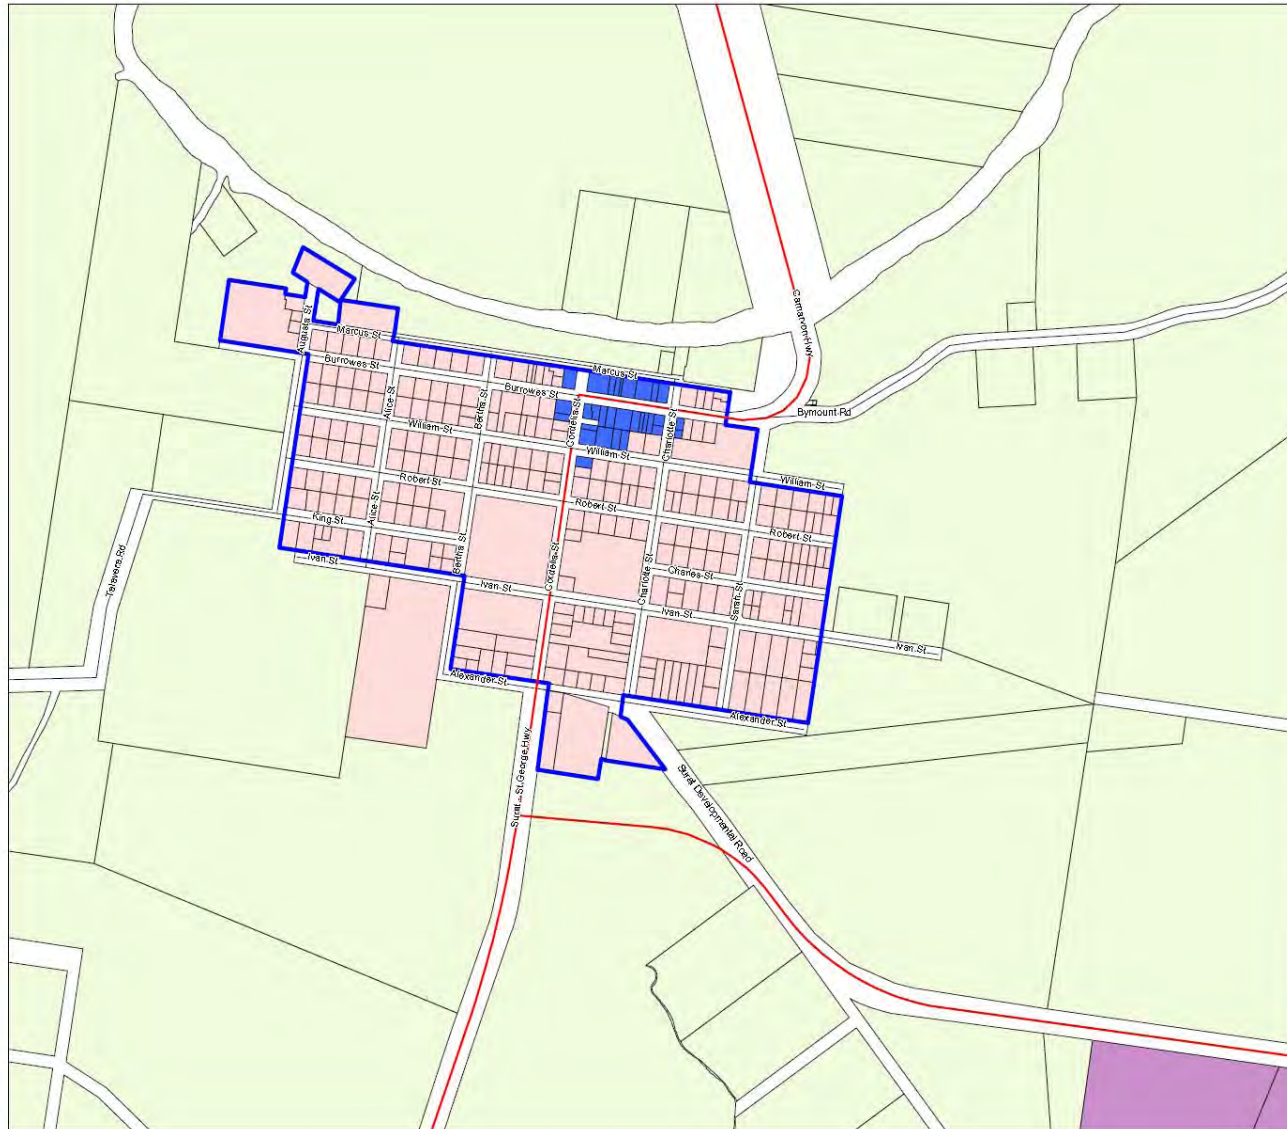 Carnarvon Hwy
Augusta St
Marcus St
Burrowes St
Marcus St
Burrowes St
Alice St
Bertha St
Cordelia St
Charlotte St
Bymount Rd
William St
William St
William St
Robert St
Robert St
Robert St
Alice St
King St
Bertha St
Ivan St
Talavera Rd
Cordelia St
Charlotte St
Charles St
Sarah St
Ivan St
Ivan St
Ivan St
Alexander St
Alexander St
Surat St George Hwy
Surat Developmental Road